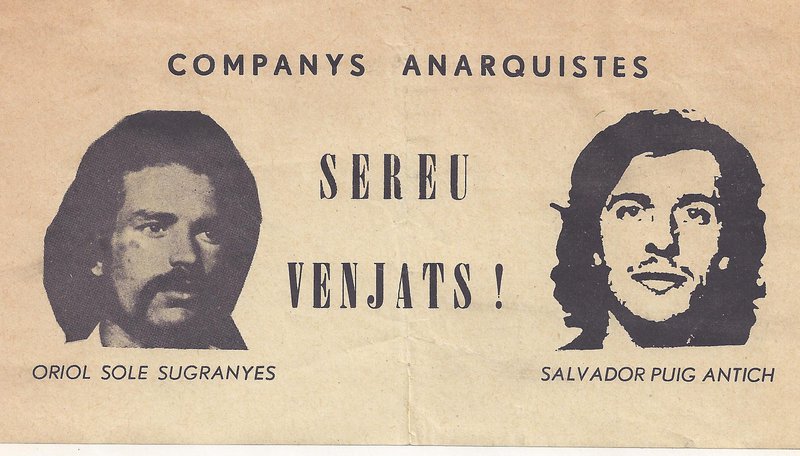 COMPANYS ANARQUISTES
SEREU
VENJATS !
ORIOL SOLE SUGRANYES
SALVADOR PUIG ANTICH